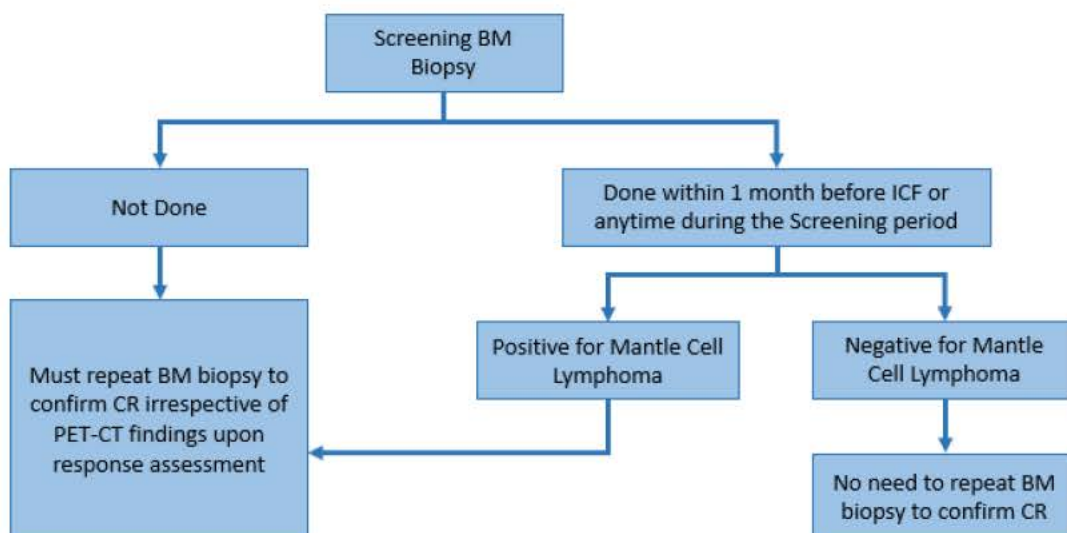 Screening BM
Biopsy
Not Done
Done within 1 month before ICF or
anytime during the Screening period
Must repeat BM biopsy to
confirm CR irrespective of
PET-CT findings upon
response assessment
Positive for Mantle Cell
Lymphoma
Negative for Mantle
Cell Lymphoma
No need to repeat BM
biopsy to confirm CR